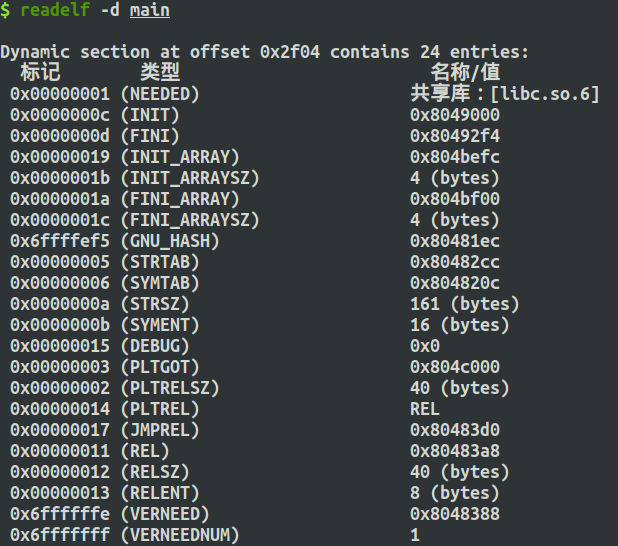 $ readelf -d main
Dynamic section at offset 0x2f04 contains 24 entries:
标记 类型 名称/值
0x00000001 (NEEDED) 共享库：[libc.so.6]
0x0000000c (INIT) 0x8049000
0x0000000d (FINI) 0x80492f4
0x00000019 (INIT_ARRAY) 0x804befc
0x0000001b (INIT_ARRAYSZ) 4 (bytes)
0x0000001a (FINI_ARRAY) 0x804bf00
0x0000001c (FINI_ARRAYSZ) 4 (bytes)
0x6ffffef5 (GNU_HASH) 0x80481ec
0x00000005 (STRTAB) 0x80482cc
0x00000006 (SYMTAB) 0x804820c
0x0000000a (STRSZ) 161 (bytes)
0x0000000b (SYMENT) 16 (bytes)
0x00000015 (DEBUG) 0x0
0x00000003 (PLTGOT) 0x804c000
0x00000002 (PLTRELSZ) 40 (bytes)
0x00000014 (PLTREL) REL
0x00000017 (JMPREL) 0x80483d0
0x00000011 (REL) 0x80483a8
0x00000012 (RELSZ) 40 (bytes)
0x00000013 (RELENT) 8 (bytes)
0x6ffffffe (VERNEED) 0x8048388
0x6fffffff (VERNEEDNUM) 1